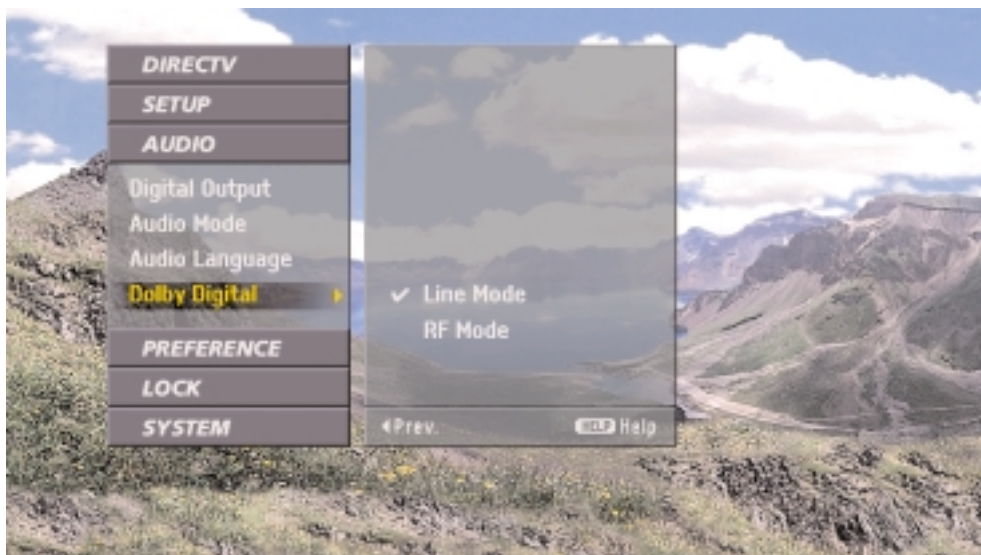 DIRECTV
SETUP
AUDIO
Digital Output
Audio Mode
Audio Language
Dolby Digital
Line Mode
RF Mode
PREFERENCE
LOCK
SYSTEM
Prev.
HELP Help